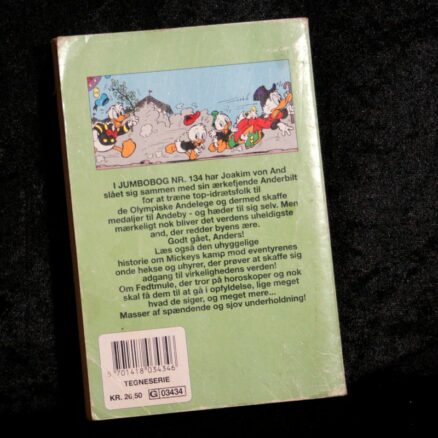 I JUMBOBOG NR. 134 har Joakim von And
slået sig sammen med sin ærkefjende Anderbilt
for at træne top-idrætsfolk til
de Olympiske Andelege og dermed skaffe
medaljer til Andeby - og hæder til sig selv. Men
mærkeligt nok bliver det verdens uheldigste
and, der redder byens ære.
Godt gået, Anders!
Læs også den uhyggelige
historie om Mickeys kamp mod eventyrenes
onde hekse og uhyrer, der prøver at skaffe sig
adgang til virkelighedens verden!
Om Fedtmule, der tror på horoskoper og nok
skal få dem til at gå i opfyldelse, lige meget
hvad de siger, og meget mere...
Masser af spændende og sjov underholdning!
5 701418 034346
TEGNESERIE
KR. 26.50 G 03434